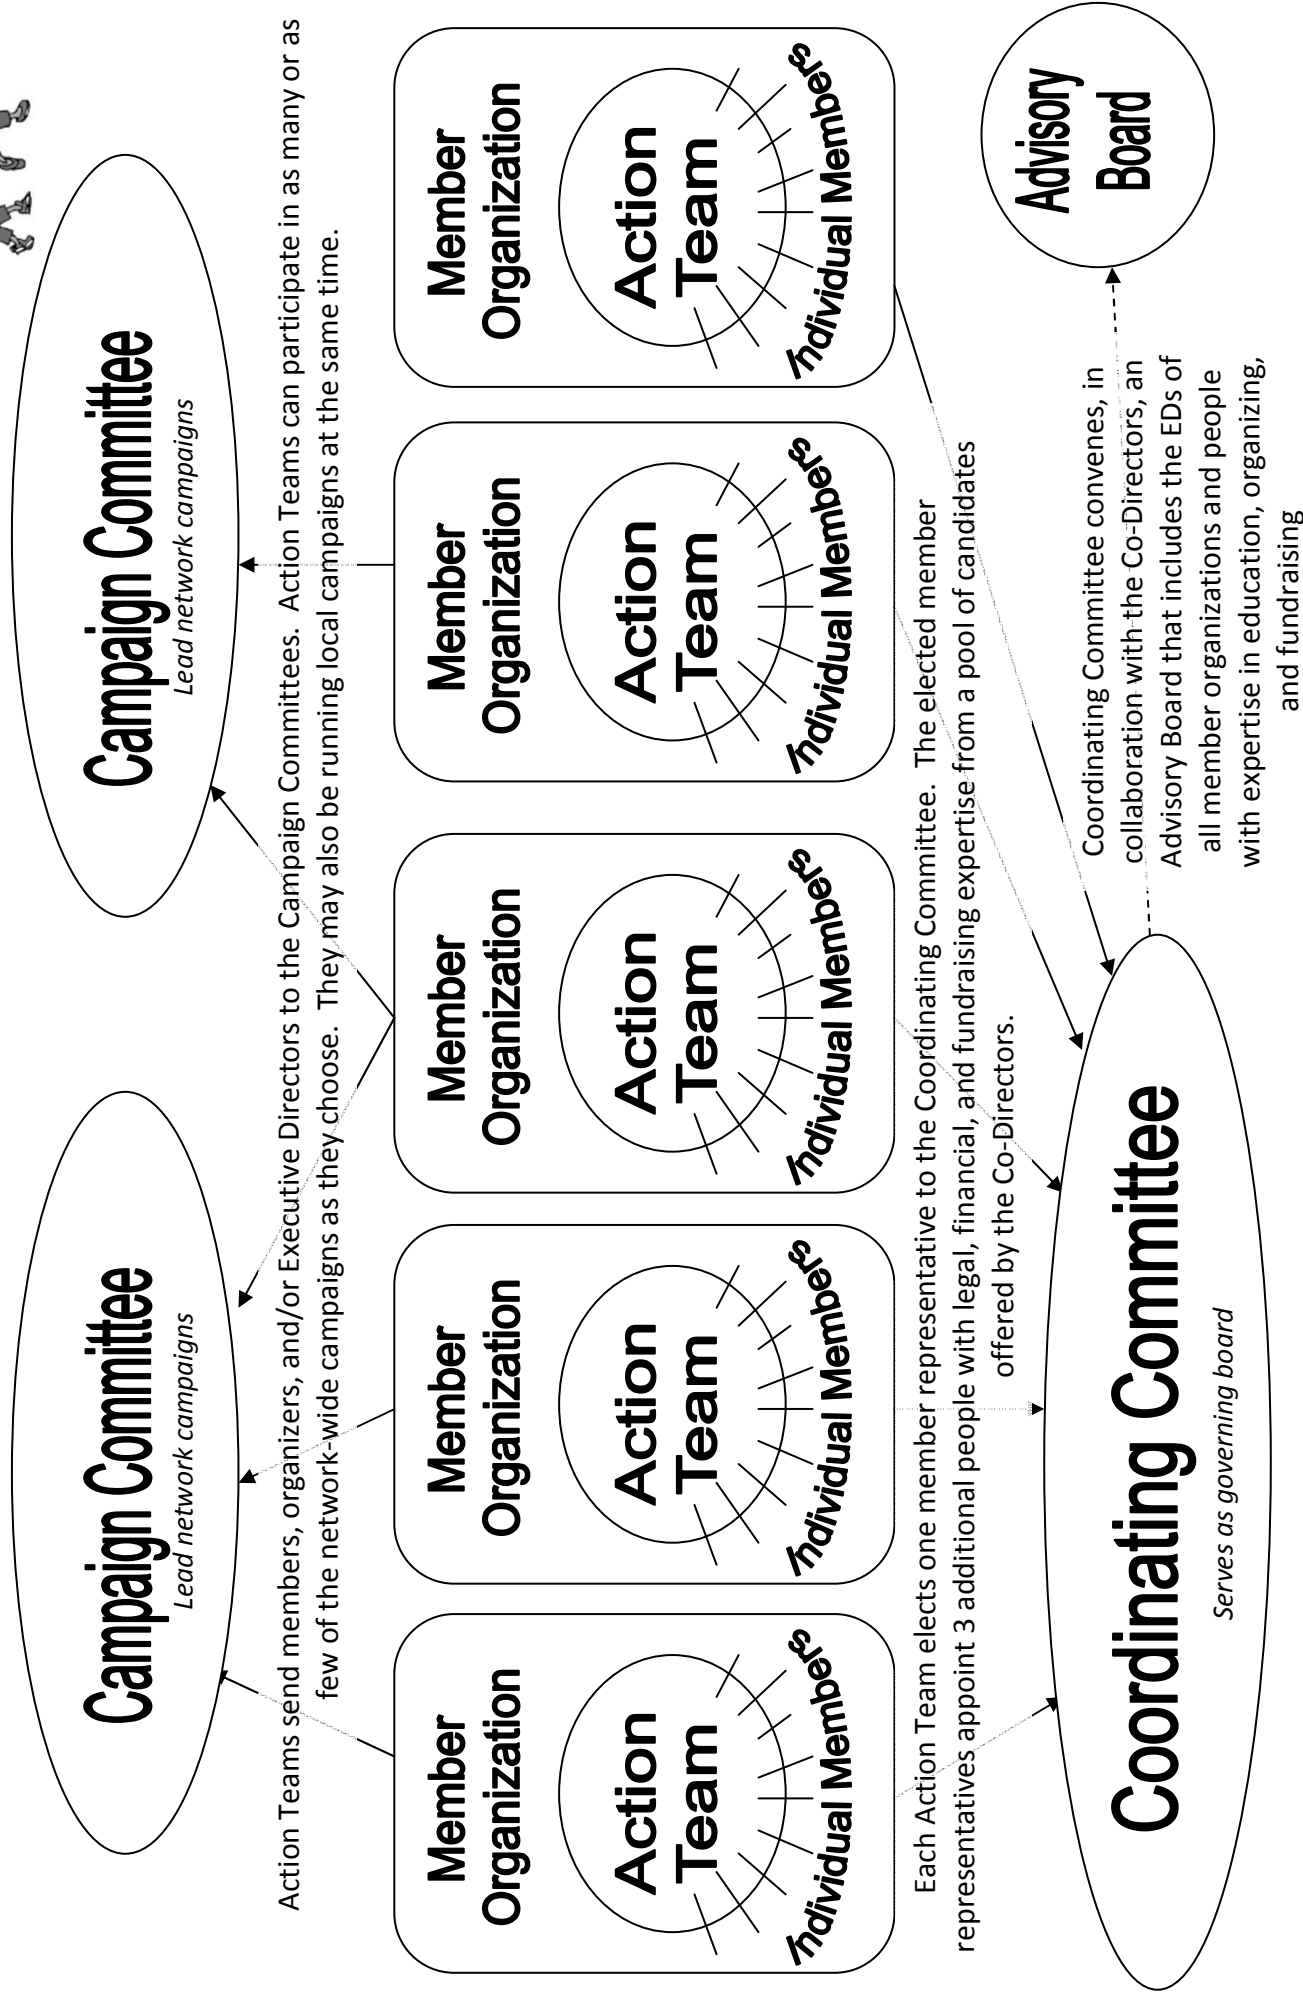 Campaign Committee
Lead network campaigns
Campaign Committee
Lead network campaigns
Action Teams send members, organizers, and/or Executive Directors to the Campaign Committees.  Action Teams can participate in as many or as
few of the network-wide campaigns as they choose.  They may also be running local campaigns at the same time.
Member
Organization
Action
Team
Individual Members
Member
Organization
Action
Team
Individual Members
Member
Organization
Action
Team
Individual Members
Member
Organization
Action
Team
Individual Members
Member
Organization
Action
Team
Individual Members
Each Action Team elects one member representative to the Coordinating Committee.  The elected member
representatives appoint 3 additional people with legal, financial, and fundraising expertise from a pool of candidates
offered by the Co-Directors.
Coordinating Committee
Serves as governing board
Coordinating Committee convenes, in
collaboration with the Co-Directors, an
Advisory Board that includes the EDs of
all member organizations and people
with expertise in education, organizing,
and fundraising
Advisory
Board